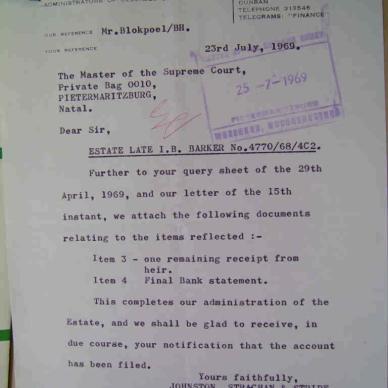 ADMINISTRATORS OF
DURBAN
TELEPHONE 313546
TELEGRAMS: "FINANCE"
OUR REFERENCE Mr.Blokpoel/BH.
YOUR REFERENCE
23rd July, 1969.
The Master of the Supreme Court,
Private Bag 0010,
PIETERMARITZBURG,
Natal.
25 -7-1969
Dear Sir,
ESTATE LATE I.B. BARKER No.4770/68/4C2.
Further to your query sheet of the 29th
April, 1969, and our letter of the 15th
instant, we attach the following documents
relating to the items reflected :-
Item 3 - one remaining receipt from
heir.
Item 4 Final Bank statement.
This completes our administration of the
Estate, and we shall be glad to receive, in
due course, your notification that the account
has been filed.
Yours faithfully,
JOHNSTON, STRACHAN & STRIDE